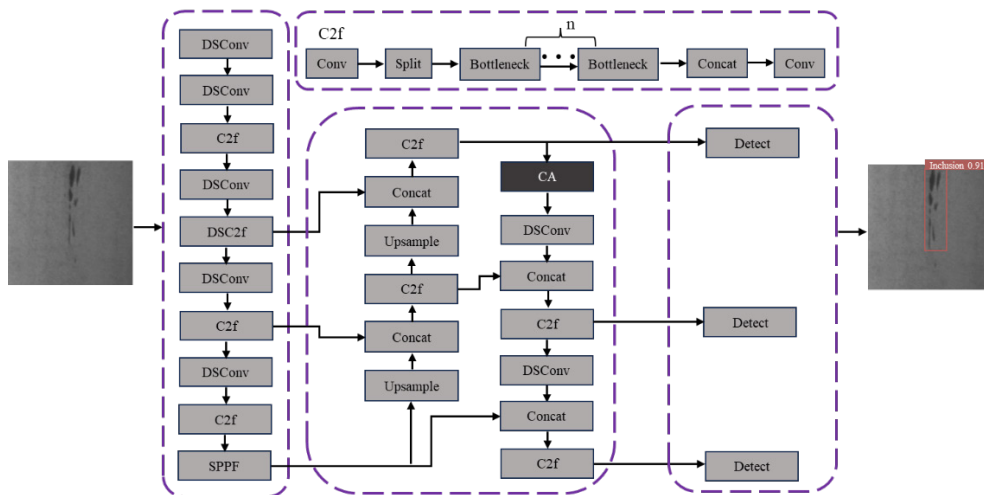 C2f
n
Conv
Split
Bottleneck
• • •
Bottleneck
Concat
Conv
DSConv
DSConv
C2f
DSConv
DSC2f
DSConv
C2f
DSConv
C2f
SPPF
C2f
Concat
Upsample
C2f
Concat
Upsample
CA
DSConv
Concat
C2f
DSConv
Concat
C2f
Detect
Detect
Detect
Inclusion 0.91